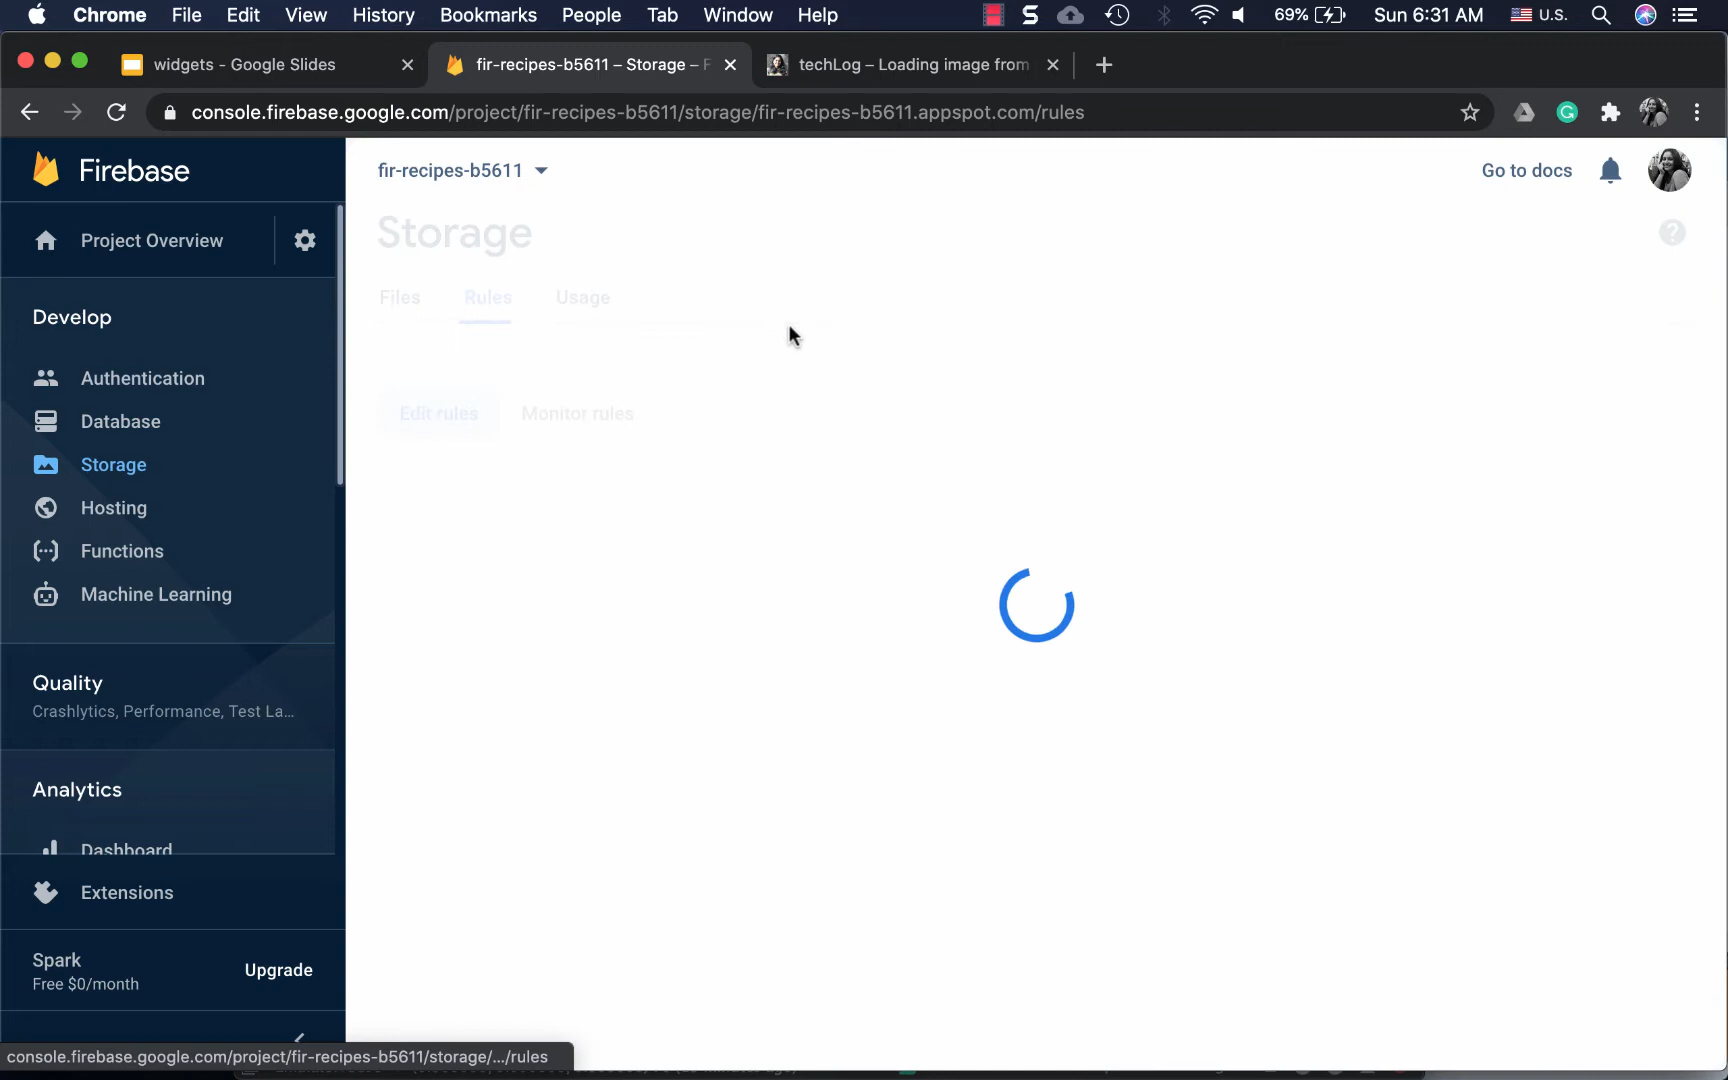 Chrome File Edit View History Bookmarks People Tab Window Help 69% Sun 6:31 AM U.S.
widgets - Google Slides
fir-recipes-b5611 – Storage – F
techLog – Loading image from
console.firebase.google.com/project/fir-recipes-b5611/storage/fir-recipes-b5611.appspot.com/rules
Firebase
fir-recipes-b5611
Go to docs
Project Overview
Storage
Files Rules Usage
Edit rules Monitor rules
Develop
Authentication
Database
Storage
Hosting
Functions
Machine Learning
Quality
Crashlytics, Performance, Test La...
Analytics
Dashboard
Extensions
Spark
Free $0/month
Upgrade
console.firebase.google.com/project/fir-recipes-b5611/storage/.../rules